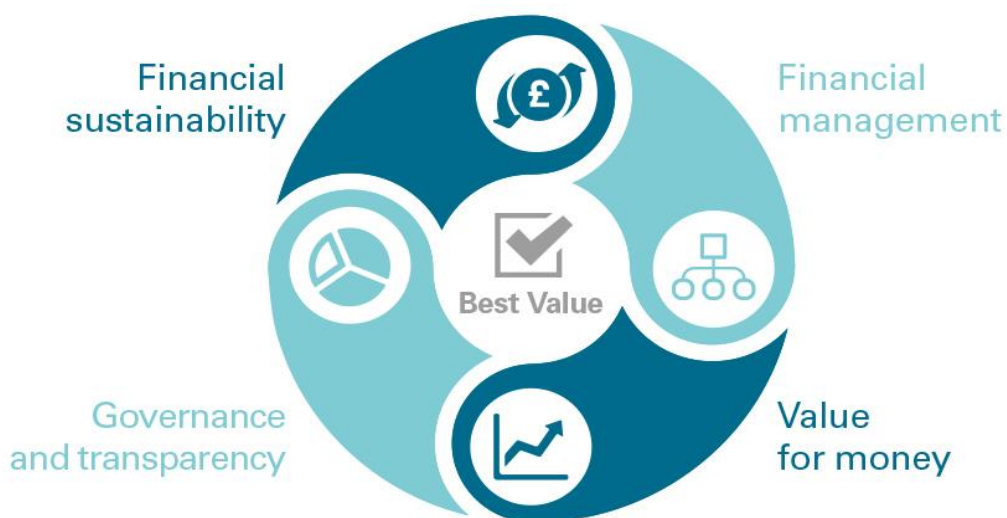 Financial
sustainability
Financial
management
£
Best Value
Governance
and transparency
Value
for money